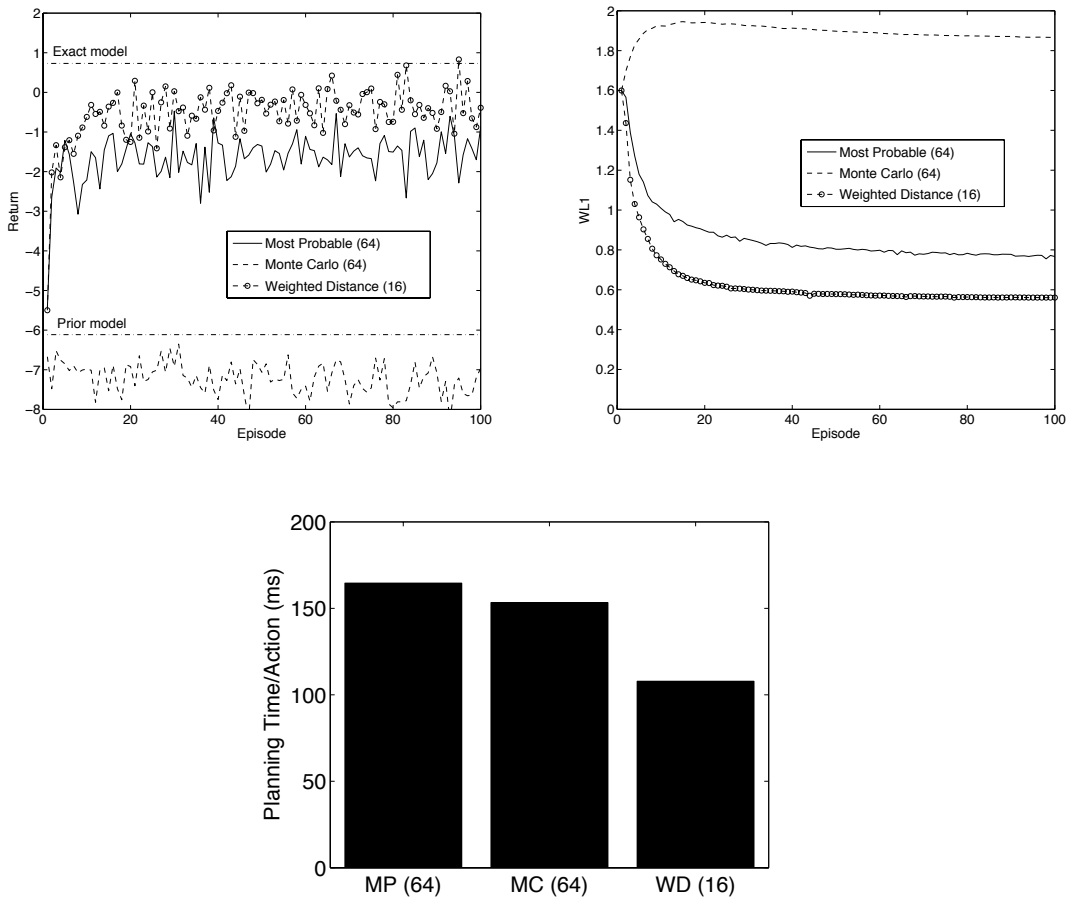 2
1
0
−1
−2
−3
−4
−5
−6
−7
−8
Return
Exact model
Most Probable (64)
Monte Carlo (64)
Weighted Distance (16)
Prior model
0
20
40
60
80
100
Episode
2
1.8
1.6
1.4
1.2
1
0.8
0.6
0.4
0.2
0
WL1
Most Probable (64)
Monte Carlo (64)
Weighted Distance (16)
0
20
40
60
80
100
Episode
200
150
100
50
0
Planning Time/Action (ms)
MP (64)
MC (64)
WD (16)